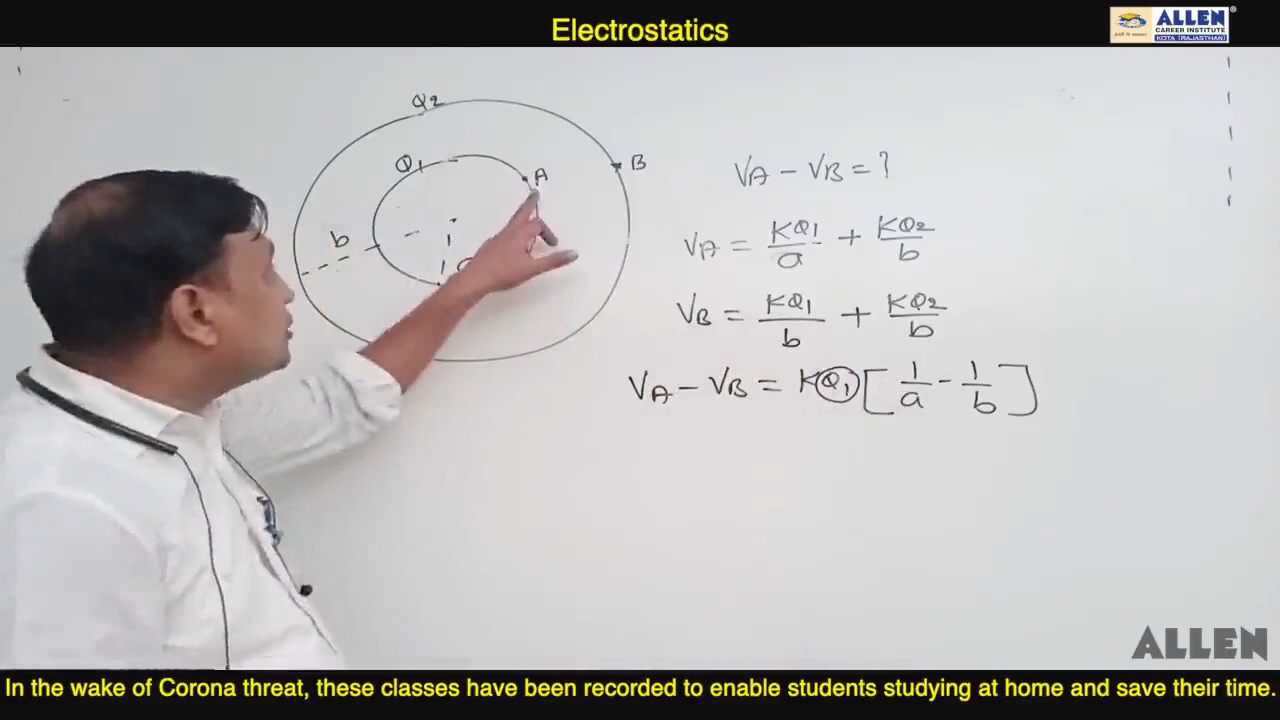 Electrostatics
ALLEN
CAREER INSTITUTE
KOTA (RAJASTHAN)
Q2
Q1
A
B
b
VA - VB = ?
VA = KQ1/a + KQ2/b
VB = KQ1/b + KQ2/b
VA - VB = KQ1 [ 1/a - 1/b ]
ALLEN
In the wake of Corona threat, these classes have been recorded to enable students studying at home and save their time.